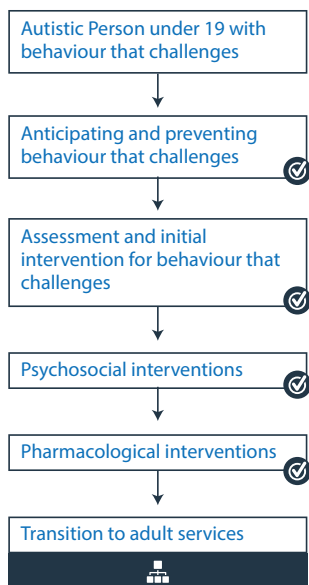 Autistic Person under 19 with
behaviour that challenges
Anticipating and preventing
behaviour that challenges
Assessment and initial
intervention for behaviour that
challenges
Psychosocial interventions
Pharmacological interventions
Transition to adult services